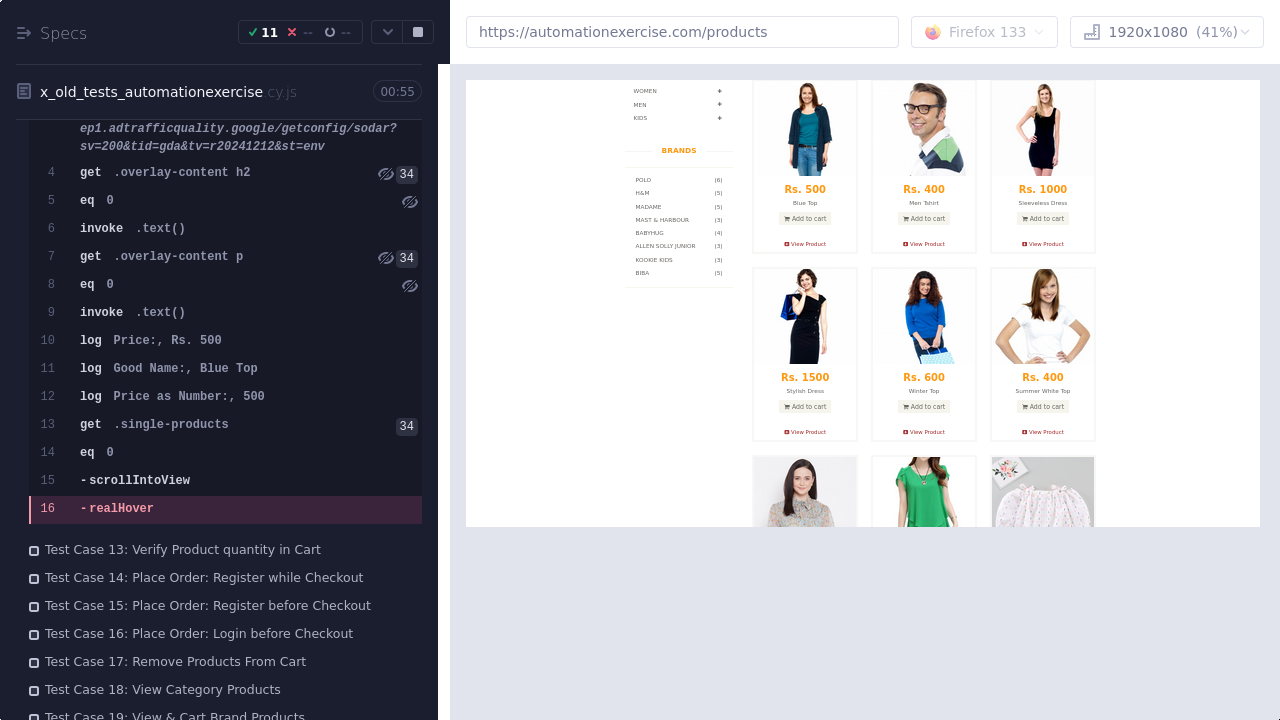 Specs
11
--
--
https://automationexercise.com/products
Firefox 133
1920x1080 (41%)
x_old_tests_automationexercise cy.js
00:55
ep1.adtrafficquality.google/getconfig/sodar?
sv=200&tid=gda&tv=r20241212&st=env
4 get .overlay-content h2 34
5 eq 0
6 invoke .text()
7 get .overlay-content p 34
8 eq 0
9 invoke .text()
10 log Price:, Rs. 500
11 log Good Name:, Blue Top
12 log Price as Number:, 500
13 get .single-products 34
14 eq 0
15 -scrollIntoView
16 -realHover
Test Case 13: Verify Product quantity in Cart
Test Case 14: Place Order: Register while Checkout
Test Case 15: Place Order: Register before Checkout
Test Case 16: Place Order: Login before Checkout
Test Case 17: Remove Products From Cart
Test Case 18: View Category Products
Test Case 19: View & Cart Brand Products
WOMEN +
MEN +
KIDS +
BRANDS
POLO (6)
H&M (5)
MADAME (5)
MAST & HARBOUR (3)
BABYHUG (4)
ALLEN SOLLY JUNIOR (3)
KOOKIE KIDS (3)
BIBA (5)
Rs. 500
Blue Top
Add to cart
View Product
Rs. 400
Men Tshirt
Add to cart
View Product
Rs. 1000
Sleeveless Dress
Add to cart
View Product
Rs. 1500
Stylish Dress
Add to cart
View Product
Rs. 600
Winter Top
Add to cart
View Product
Rs. 400
Summer White Top
Add to cart
View Product